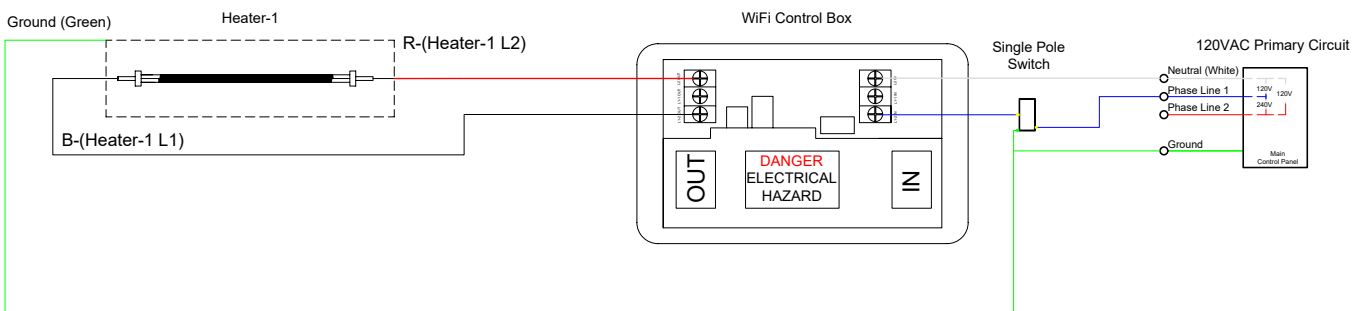 Ground (Green)
Heater-1
WiFi Control Box
R-(Heater-1 L2)
Single Pole
Switch
120VAC Primary Circuit
Neutral (White)
Phase Line 1
Phase Line 2
120V
120V
240V
B-(Heater-1 L1)
Ground
Main
Control Panel
OUT
DANGER
ELECTRICAL
HAZARD
IN